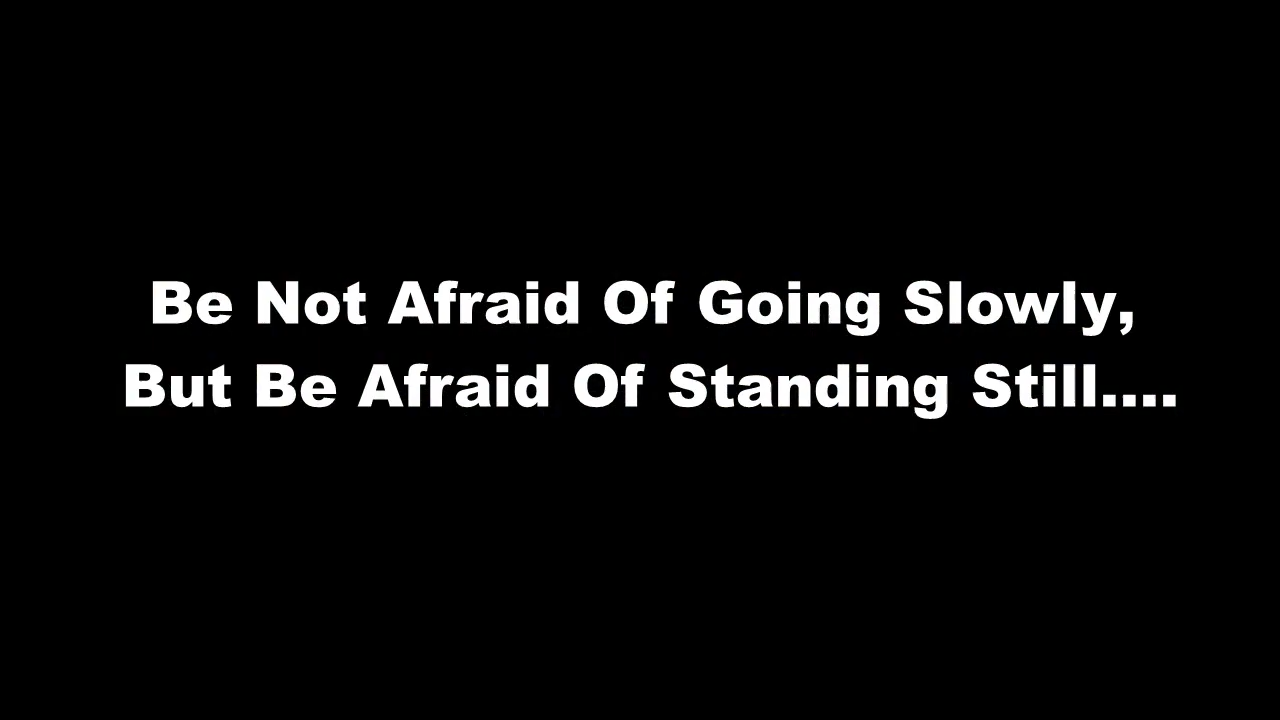 Be Not Afraid Of Going Slowly,
But Be Afraid Of Standing Still....